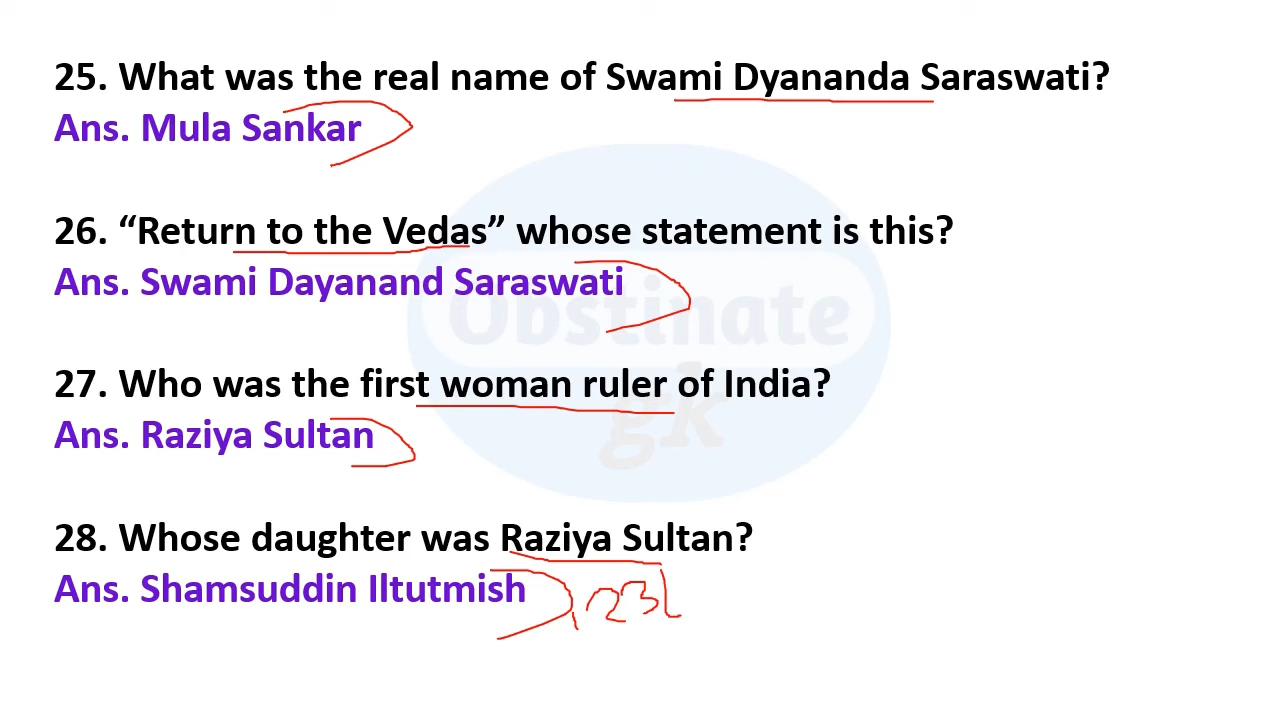 25. What was the real name of Swami Dyananda Saraswati?
Ans. Mula Sankar
26. “Return to the Vedas” whose statement is this?
Ans. Swami Dayanand Saraswati
Obstinate
gk
27. Who was the first woman ruler of India?
Ans. Raziya Sultan
28. Whose daughter was Raziya Sultan?
Ans. Shamsuddin Iltutmish